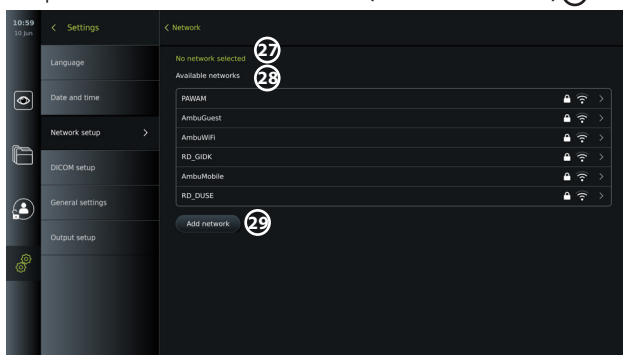 10:59
10 Jun
Settings
Network
Language
Date and time
Network setup
DICOM setup
General settings
Output setup
No network selected 27
Available networks 28
PAWAM
AmbuGuest
AmbuWiFi
RD_GIDK
AmbuMobile
RD_DUSE
Add network 29